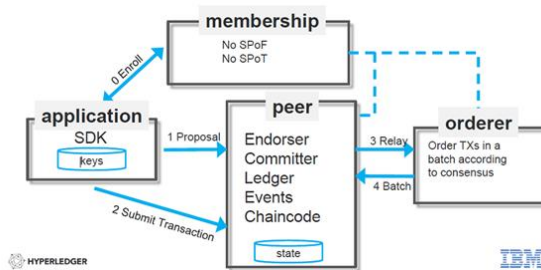 membership
No SPoF
No SPoT
0 Enroll
application
SDK
keys
1 Proposal
2 Submit Transaction
peer
Endorser
Committer
Ledger
Events
Chaincode
state
3 Relay
4 Batch
orderer
Order TXs in a
batch according
to consensus
HYPERLEDGER
IBM